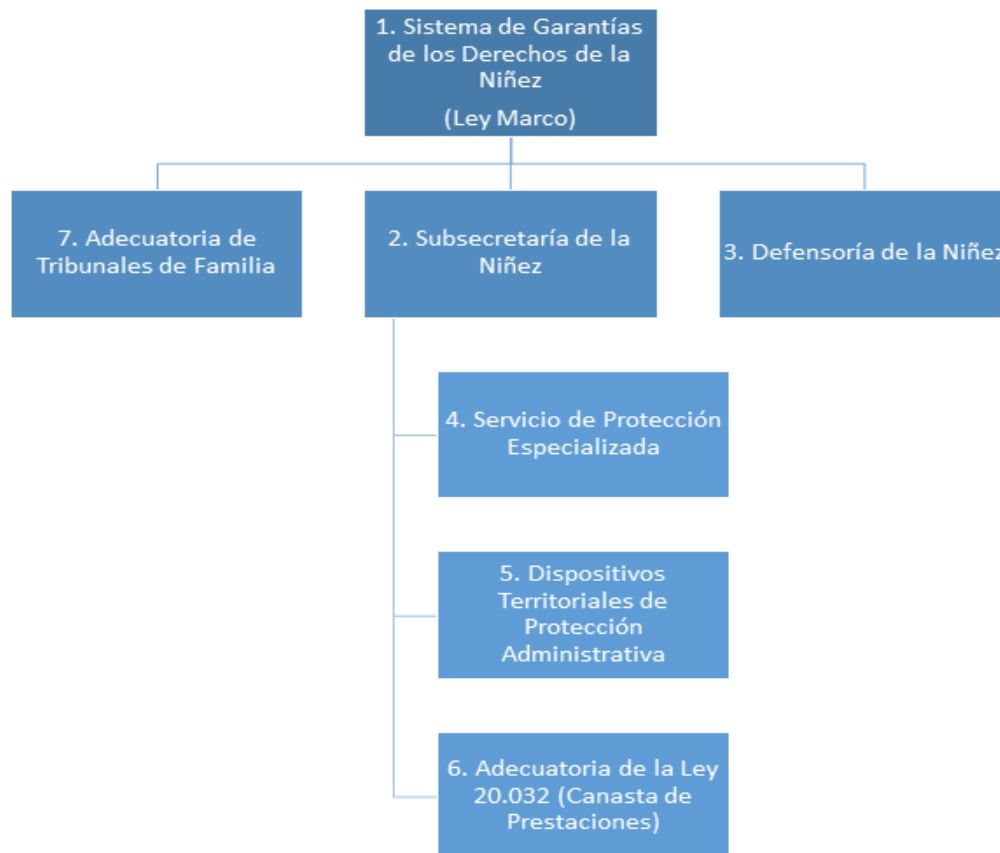 1. Sistema de Garantías
de los Derechos de la
Niñez
(Ley Marco)
7. Adecuatoria de
Tribunales de Familia
2. Subsecretaría de la
Niñez
3. Defensoría de la Niñez
4. Servicio de Protección
Especializada
5. Dispositivos
Territoriales de
Protección
Administrativa
6. Adecuatoria de la Ley
20.032 (Canasta de
Prestaciones)